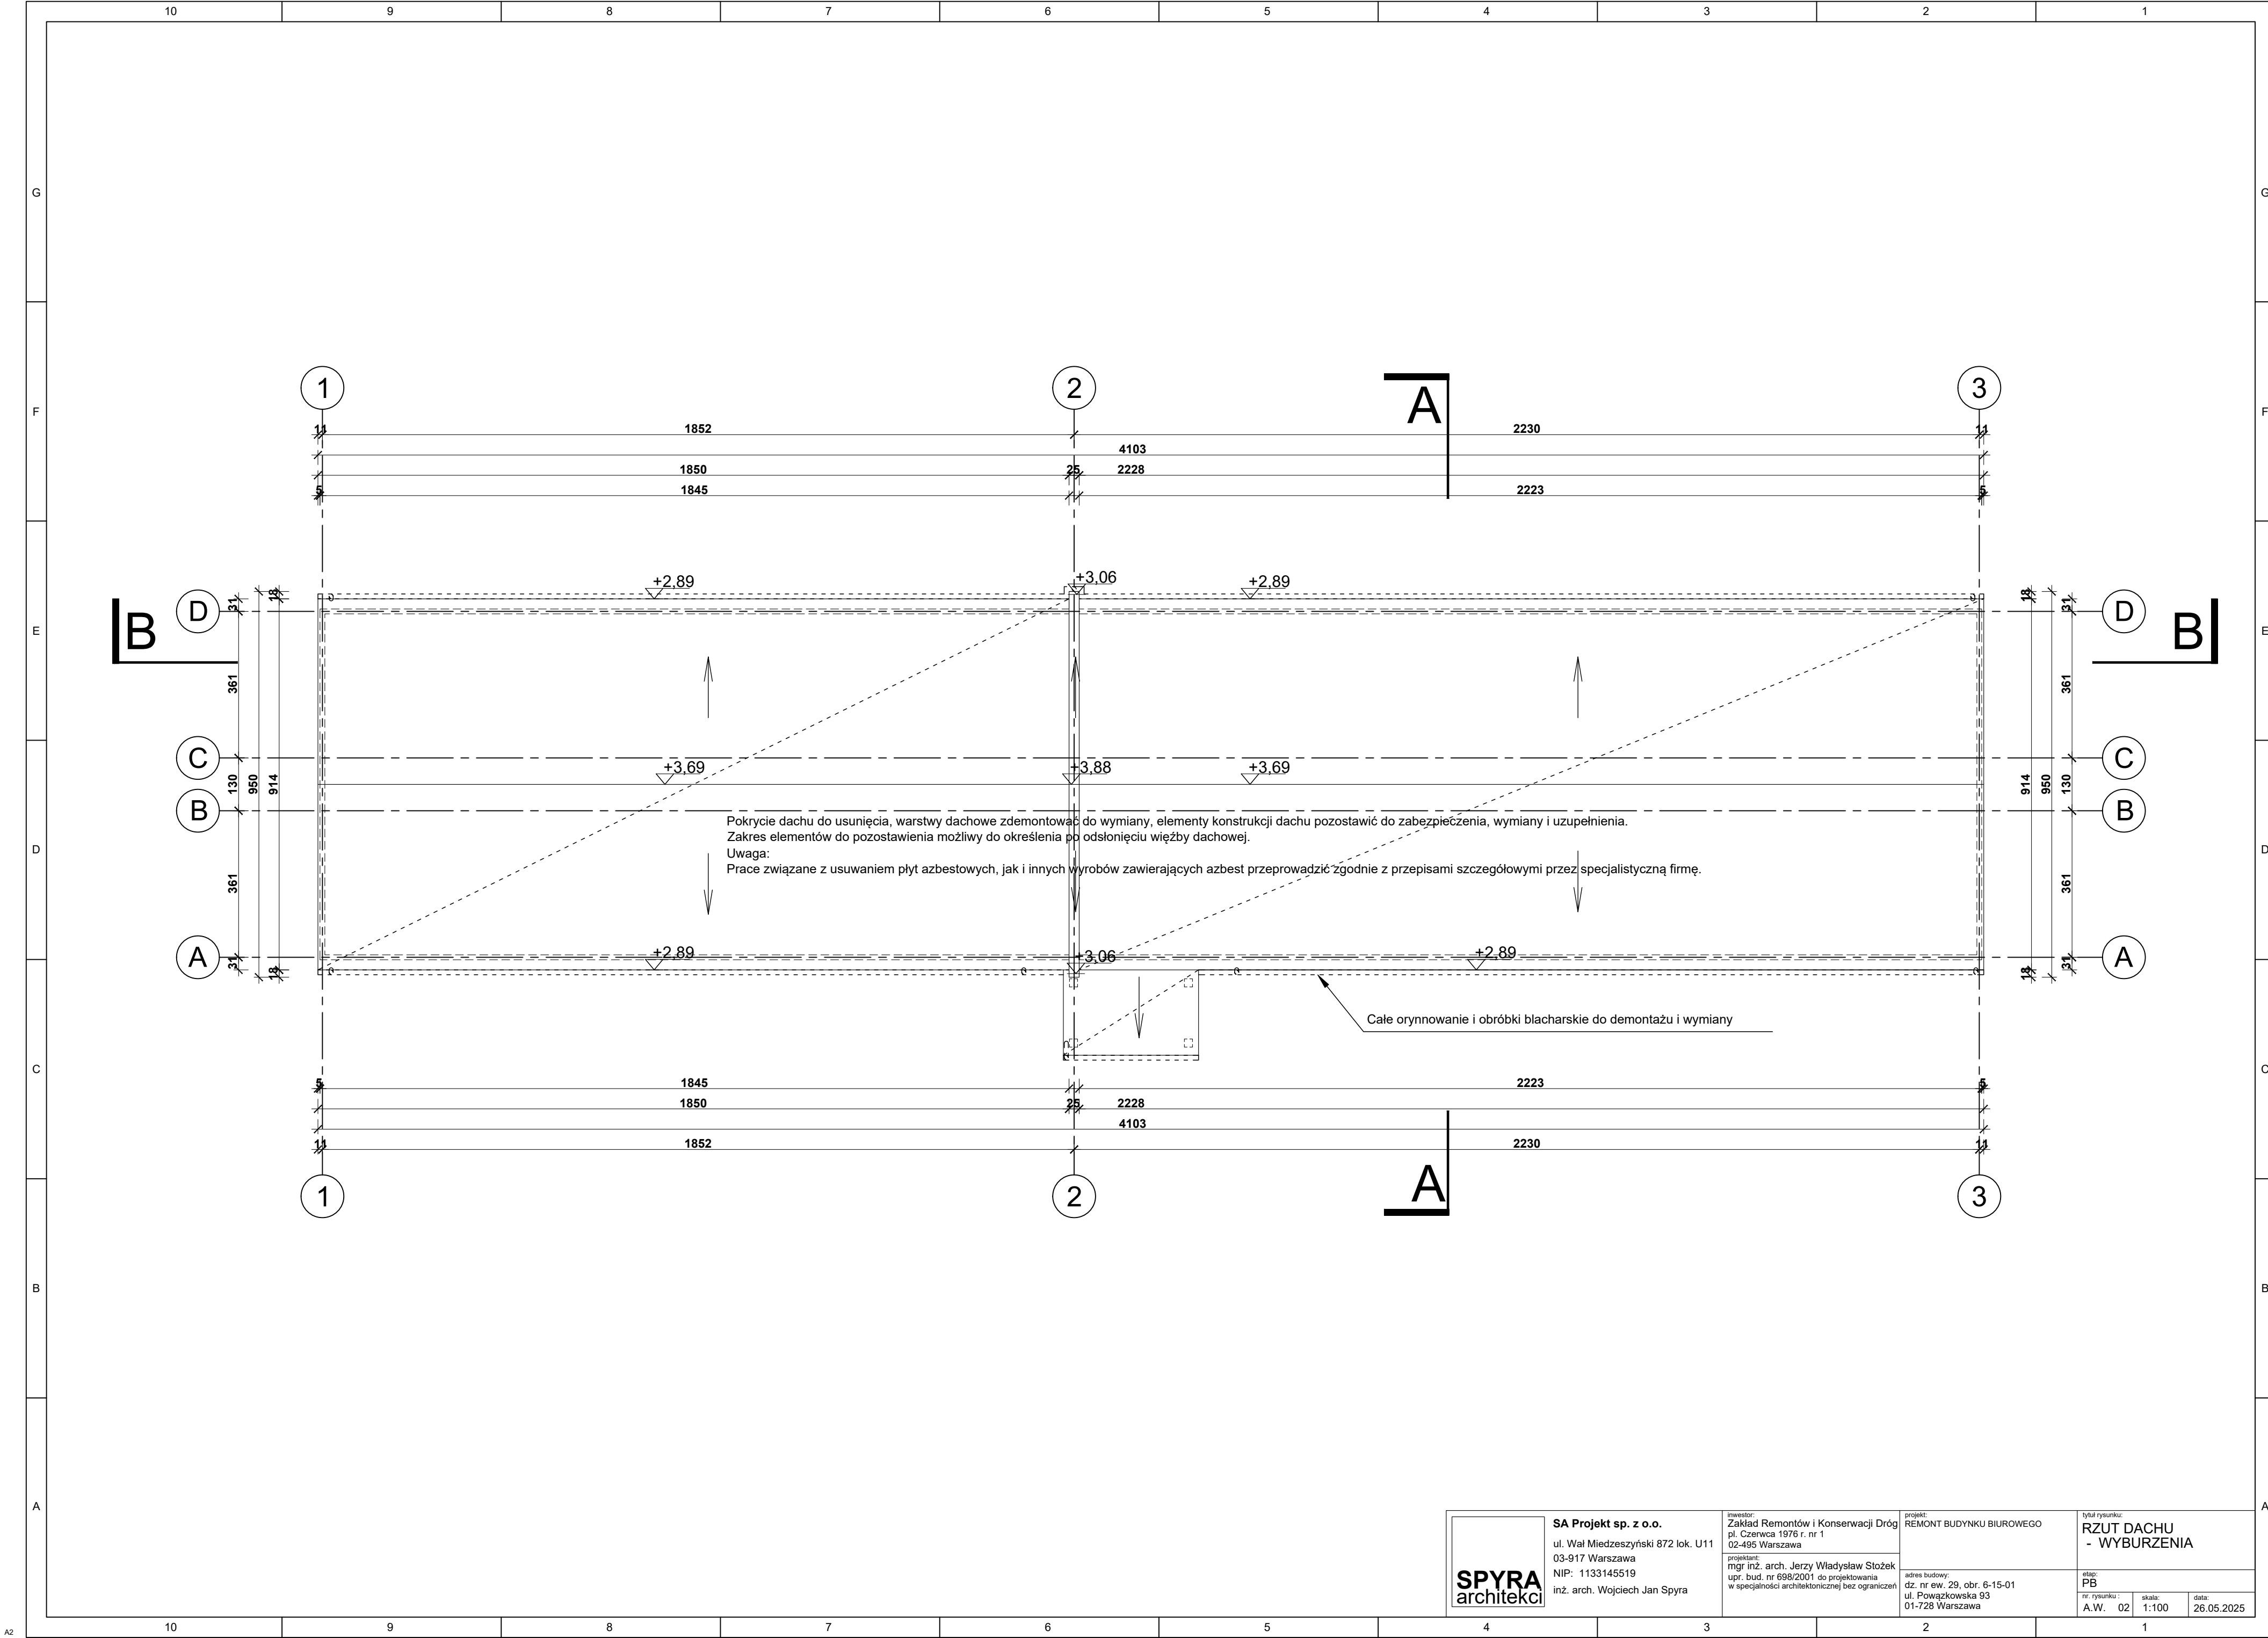 10 9 8 7 6 5 4 3 2 1
G G
F F
E E
D D
C C
B B
A A
1 2 3
A
11 1852 2230 11
4103
1850 25 2228
5 1845 2223 5
+2,89 +3,06 +2,89
B D 31 18 18 31 D B
361 361
C C
+3,69 +3,88 +3,69
130 950 914 914 950 130
B B
Pokrycie dachu do usunięcia, warstwy dachowe zdemontować do wymiany, elementy konstrukcji dachu pozostawić do zabezpieczenia, wymiany i uzupełnienia.
Zakres elementów do pozostawienia możliwy do określenia po odsłonięciu więźby dachowej.
Uwaga:
Prace związane z usuwaniem płyt azbestowych, jak i innych wyrobów zawierających azbest przeprowadzić zgodnie z przepisami szczegółowymi przez specjalistyczną firmę.
361 361
+2,89 +3,06 +2,89
A 31 18 18 31 A
Całe orynnowanie i obróbki blacharskie do demontażu i wymiany
5 1845 2223 5
1850 25 2228
4103
11 1852 2230 11
A
1 2 3
SPYRA
architekci
SA Projekt sp. z o.o.
ul. Wał Miedzeszyński 872 lok. U11
03-917 Warszawa
NIP: 1133145519
inż. arch. Wojciech Jan Spyra
inwestor:
Zakład Remontów i Konserwacji Dróg
pl. Czerwca 1976 r. nr 1
02-495 Warszawa
projektant:
mgr inż. arch. Jerzy Władysław Stożek
upr. bud. nr 698/2001 do projektowania
w specjalności architektonicznej bez ograniczeń
projekt:
REMONT BUDYNKU BIUROWEGO
adres budowy:
dz. nr ew. 29, obr. 6-15-01
ul. Powązkowska 93
01-728 Warszawa
tytuł rysunku:
RZUT DACHU
- WYBURZENIA
etap:
PB
nr. rysunku :
A.W. 02
skala:
1:100
data:
26.05.2025
10 9 8 7 6 5 4 3 2 1
A2